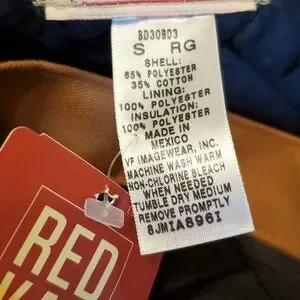 BD30BD3
S RG
SHELL:
65% POLYESTER
35% COTTON
LINING:
100% POLYESTER
INSULATION:
100% POLYESTER
MADE IN
MEXICO
VF IMAGEWEAR, INC.
MACHINE WASH WARM
NON-CHLORINE BLEACH
WHEN NEEDED
TUMBLE DRY MEDIUM
REMOVE PROMPTLY
8JMIA896I
RED